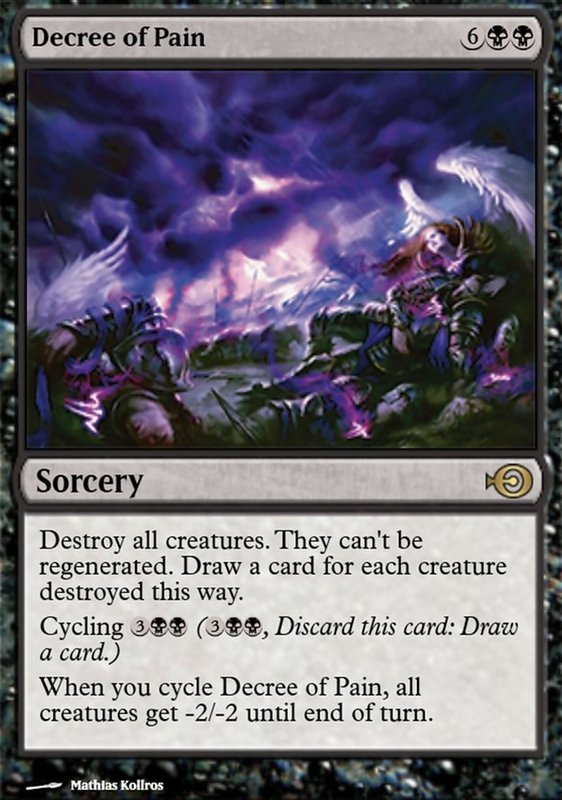 Decree of Pain 6
Sorcery
Destroy all creatures. They can't be
regenerated. Draw a card for each creature
destroyed this way.
Cycling 3 (3, Discard this card: Draw
a card.)
When you cycle Decree of Pain, all
creatures get -2/-2 until end of turn.
Mathias Kollros